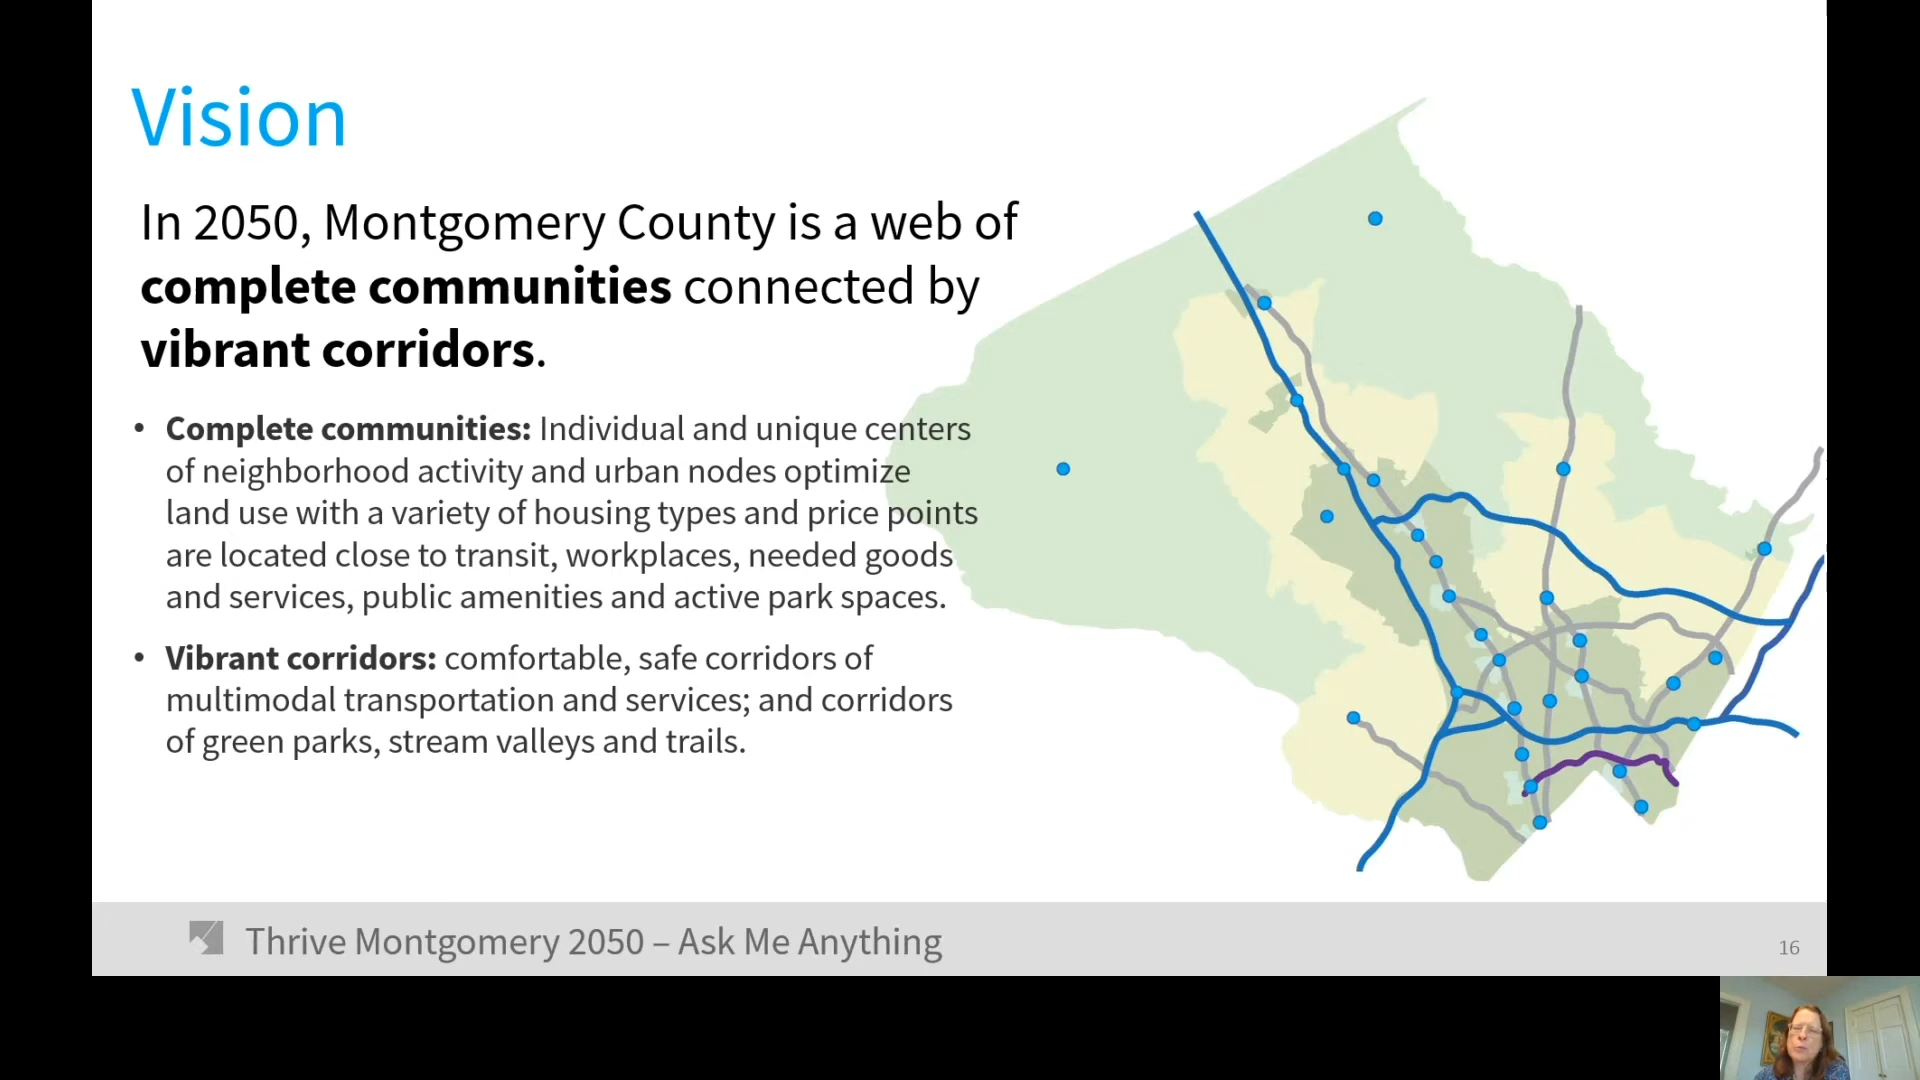 Vision
In 2050, Montgomery County is a web of
complete communities connected by
vibrant corridors.
• Complete communities: Individual and unique centers
of neighborhood activity and urban nodes optimize
land use with a variety of housing types and price points
are located close to transit, workplaces, needed goods
and services, public amenities and active park spaces.
• Vibrant corridors: comfortable, safe corridors of
multimodal transportation and services; and corridors
of green parks, stream valleys and trails.
Thrive Montgomery 2050 – Ask Me Anything
16